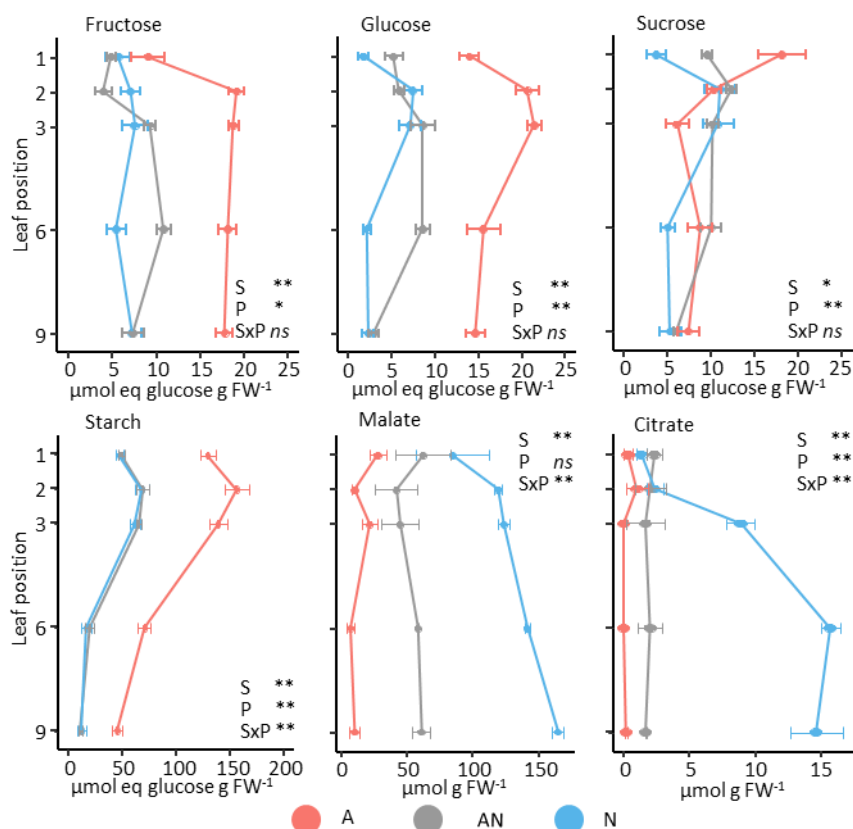 Fructose
Glucose
Sucrose
Leaf position
1
2
3
6
9
S **
P *
SxP ns
S **
P **
SxP ns
S *
P **
SxP ns
0 5 10 15 20 25
0 5 10 15 20 25
0 5 10 15 20 25
µmol eq glucose g FW-1
µmol eq glucose g FW-1
µmol eq glucose g FW-1
Starch
Malate
Citrate
Leaf position
1
2
3
6
9
S **
P **
SxP **
S **
P ns
SxP **
S **
P **
SxP **
0 50 100 150 200
0 50 100 150
0 5 10 15
µmol eq glucose g FW-1
µmol g FW-1
µmol g FW-1
A AN N